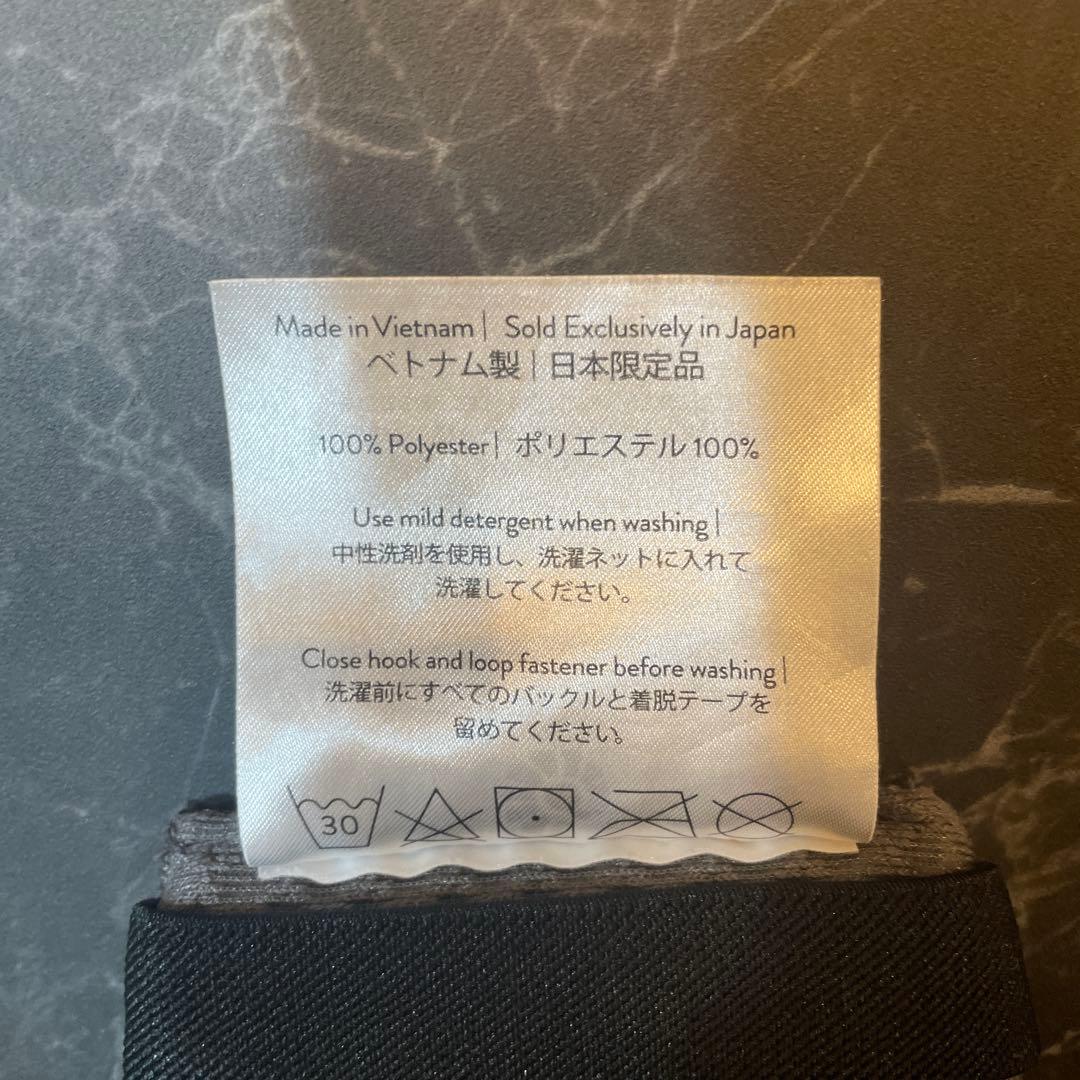 Made in Vietnam | Sold Exclusively in Japan
ベトナム製 | 日本限定品
100% Polyester | ポリエステル 100%
Use mild detergent when washing |
中性洗剤を使用し、洗濯ネットに入れて
洗濯してください。
Close hook and loop fastener before washing |
洗濯前にすべてのバックルと着脱テープを
留めてください。
30